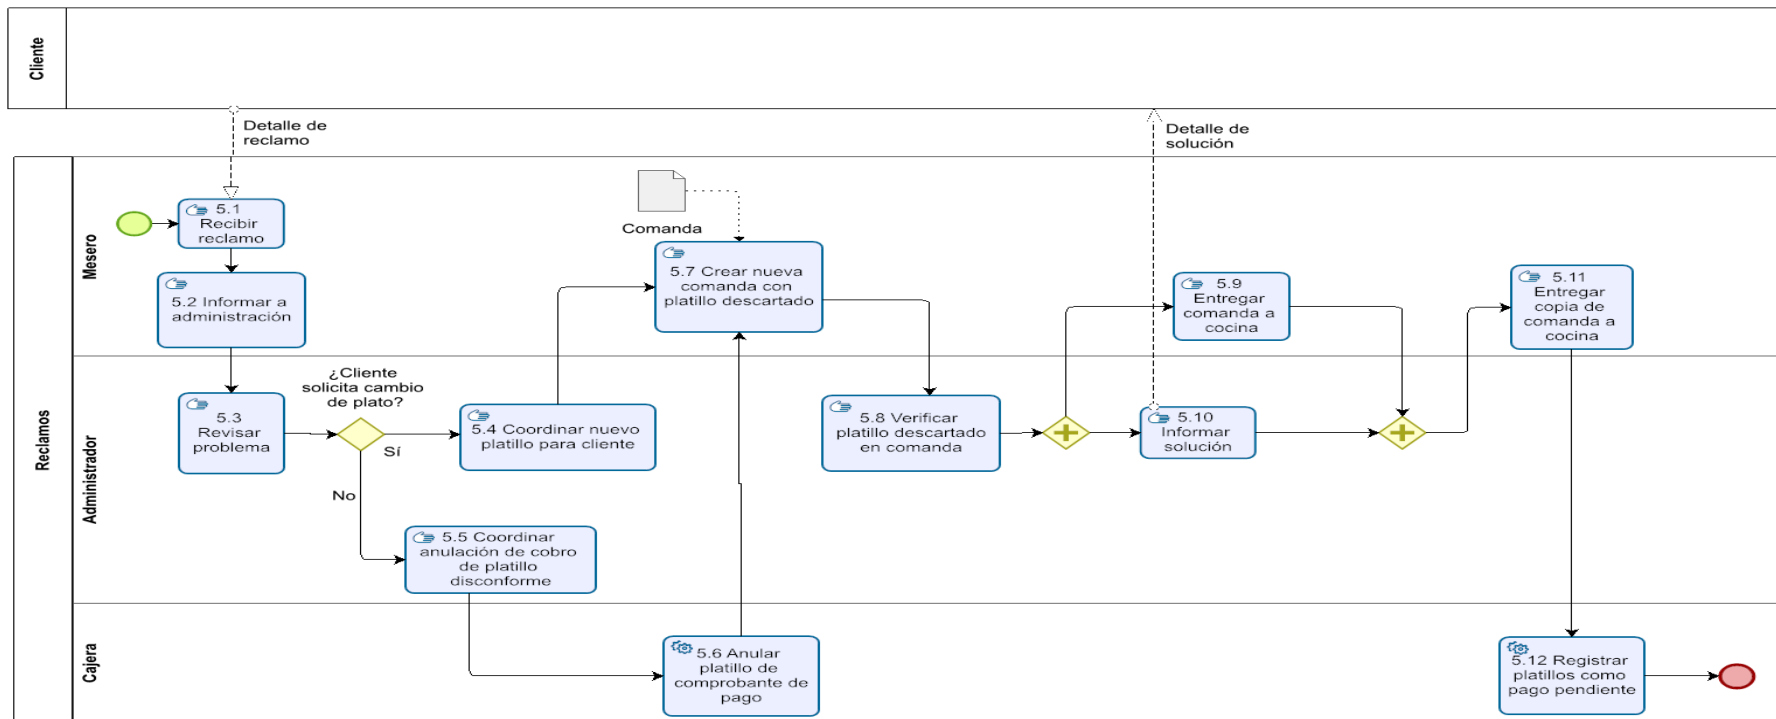 Cliente
Detalle de
reclamo
Detalle de
solución
Reclamos
Mesero
5.1
Recibir
reclamo
5.2 Informar a
administración
Comanda
5.7 Crear nueva
comanda con
platillo descartado
5.9
Entregar
comanda a
cocina
5.11
Entregar
copia de
comanda a
cocina
Administrador
5.3
Revisar
problema
¿Cliente
solicita cambio
de plato?
Sí
No
5.4 Coordinar nuevo
platillo para cliente
5.5 Coordinar
anulación de cobro
de platillo
disconforme
5.8 Verificar
platillo descartado
en comanda
5.10
Informar
solución
Cajera
5.6 Anular
platillo de
comprobante de
pago
5.12 Registrar
platillos como
pago pendiente